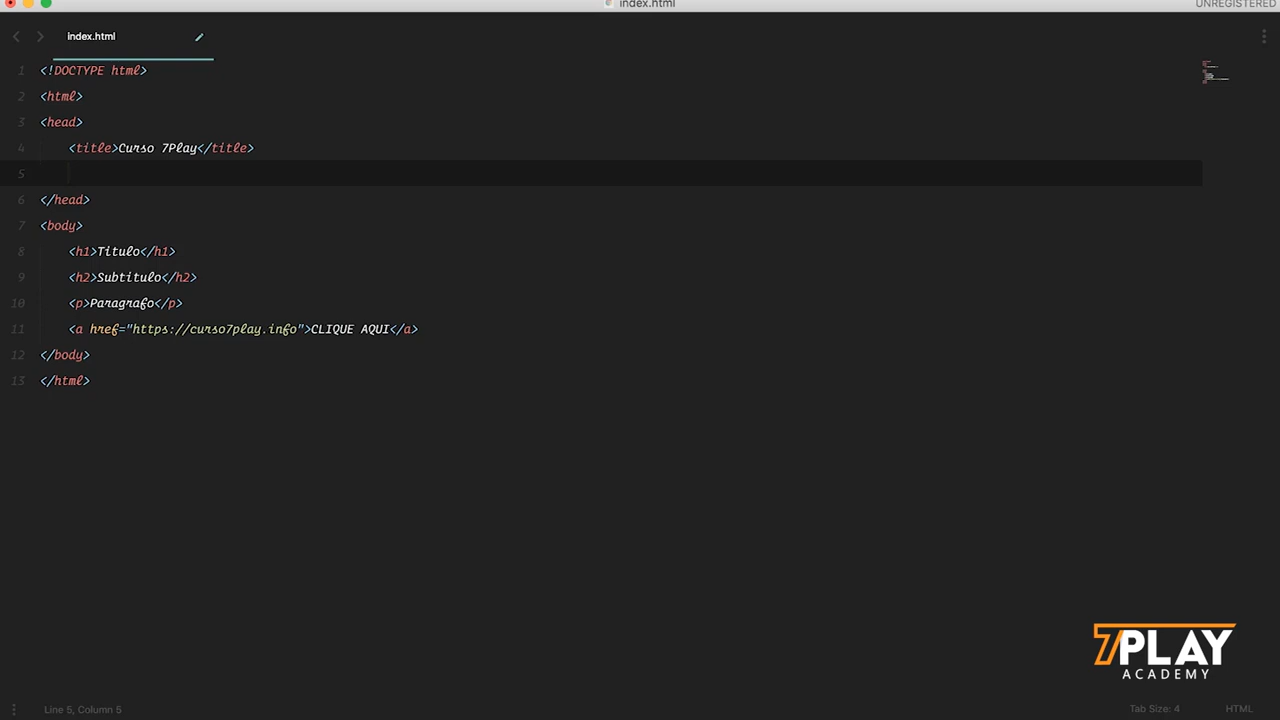 index.html
UNREGISTERED
index.html
1 <!DOCTYPE html>
2 <html>
3 <head>
4 <title>Curso 7Play</title>
5
6 </head>
7 <body>
8 <h1>Titulo</h1>
9 <h2>Subtitulo</h2>
10 <p>Paragrafo</p>
11 <a href="https://curso7play.info">CLIQUE AQUI</a>
12 </body>
13 </html>
7PLAY
ACADEMY
Line 5, Column 5
Tab Size: 4
HTML